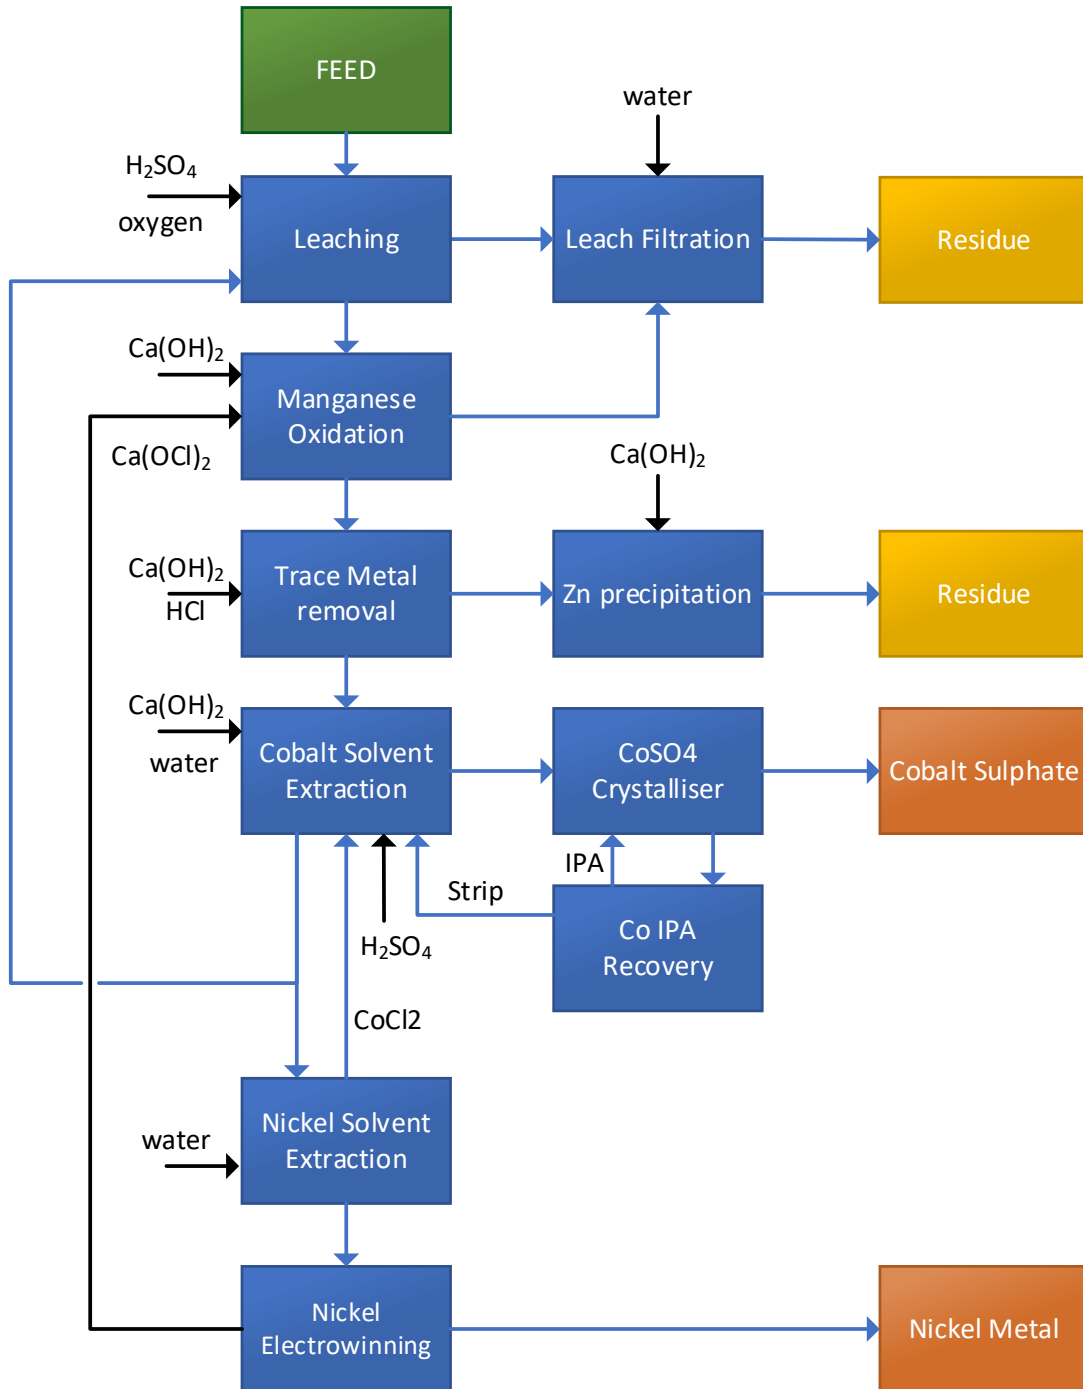 FEED
water
H₂SO₄
oxygen
Leaching
Leach Filtration
Residue
Ca(OH)₂
Manganese
Oxidation
Ca(OCl)₂
Ca(OH)₂
Ca(OH)₂
HCl
Trace Metal
removal
Zn precipitation
Residue
Ca(OH)₂
water
Cobalt Solvent
Extraction
CoSO4
Crystalliser
Cobalt Sulphate
IPA
Strip
H₂SO₄
Co IPA
Recovery
CoCl2
water
Nickel Solvent
Extraction
Nickel
Electrowinning
Nickel Metal